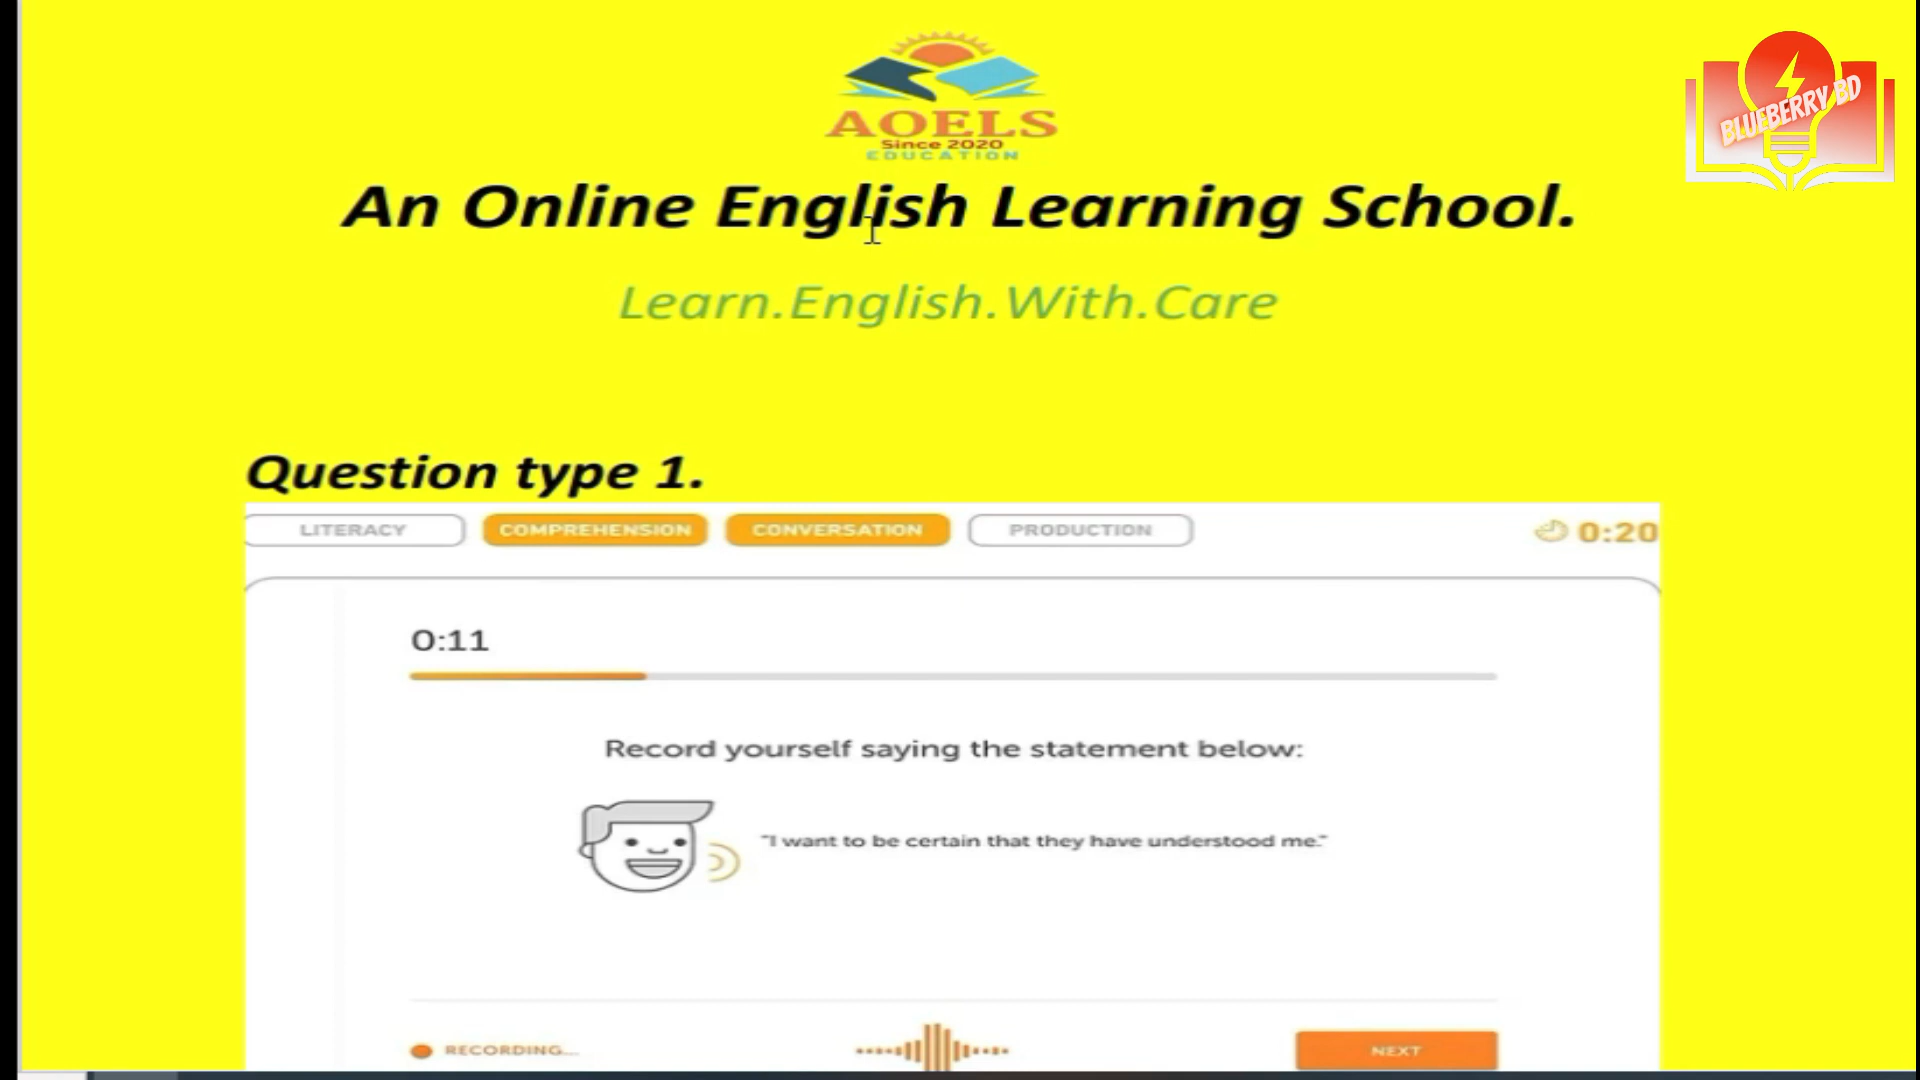 AOELS
Since 2020
EDUCATION
BLUEBERRY BD
An Online English Learning School.
Learn.English.With.Care
Question type 1.
LITERACY COMPREHENSION CONVERSATION PRODUCTION 0:20
0:11
Record yourself saying the statement below:
"I want to be certain that they have understood me."
RECORDING... NEXT